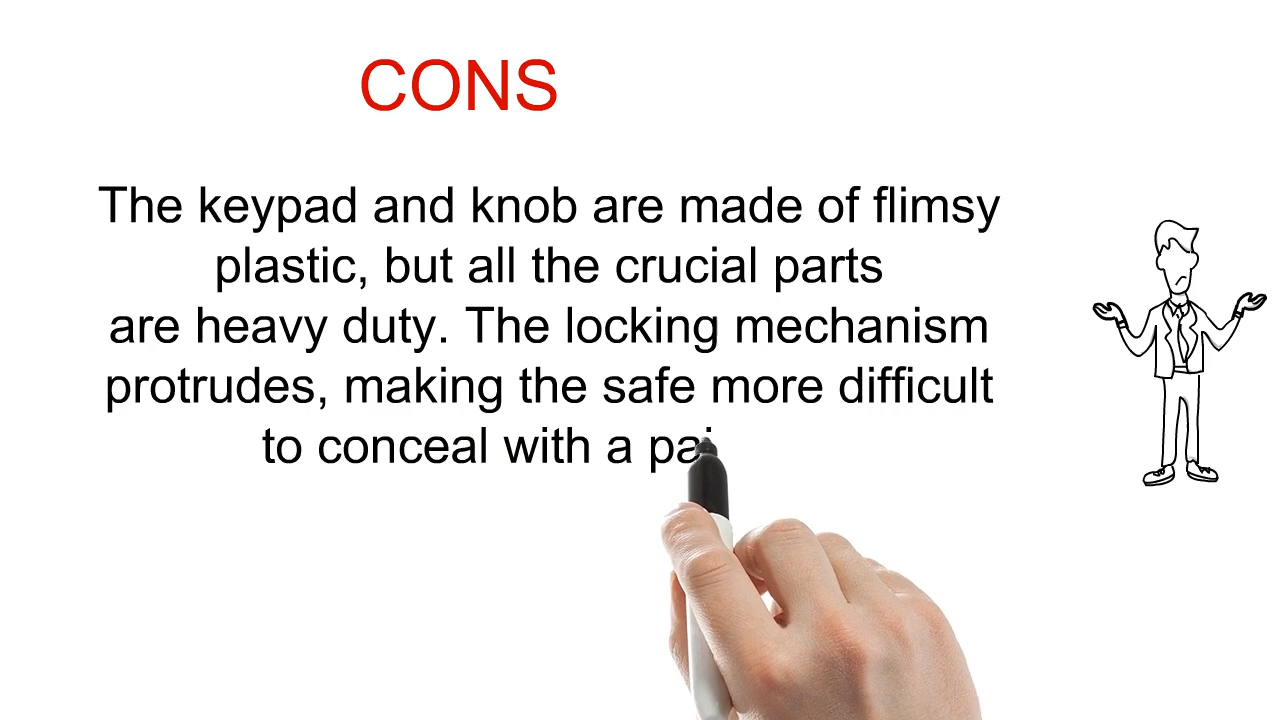 CONS
The keypad and knob are made of flimsy
plastic, but all the crucial parts
are heavy duty. The locking mechanism
protrudes, making the safe more difficult
to conceal with a